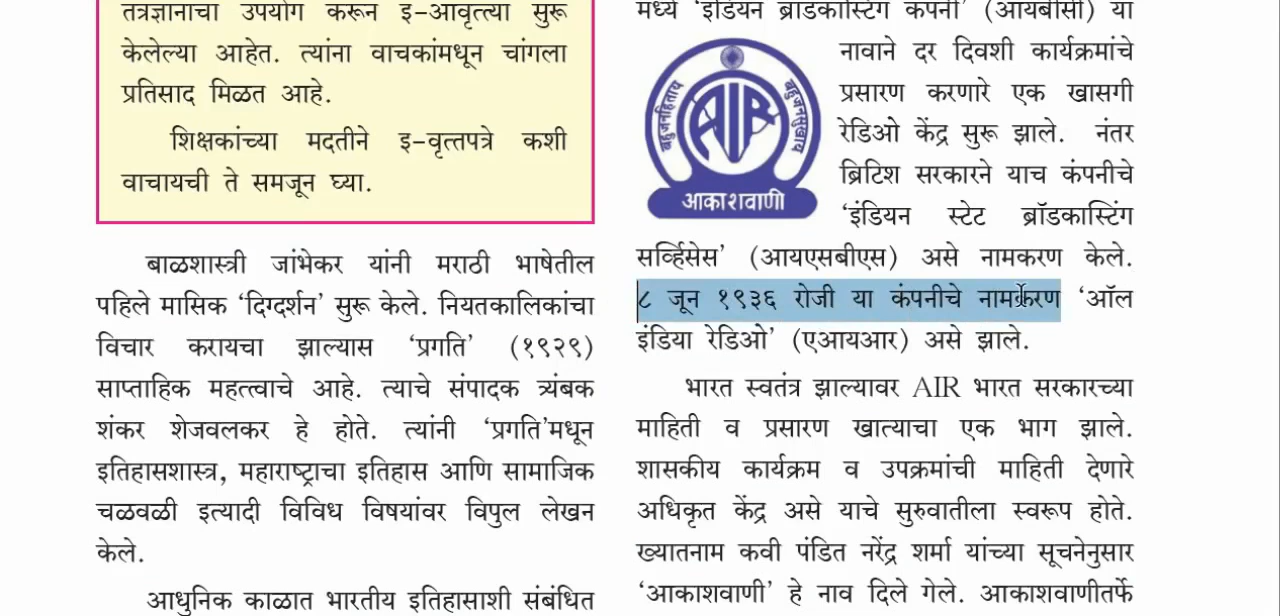 तंत्रज्ञानाचा उपयोग करून इ-आवृत्त्या सुरू
केलेल्या आहेत. त्यांना वाचकांमधून चांगला
प्रतिसाद मिळत आहे.
शिक्षकांच्या मदतीने इ-वृत्तपत्रे कशी
वाचायची ते समजून घ्या.
बाळशास्त्री जांभेकर यांनी मराठी भाषेतील
पहिले मासिक ‘दिग्दर्शन’ सुरू केले. नियतकालिकांचा
विचार करायचा झाल्यास ‘प्रगति’ (१९२९)
साप्ताहिक महत्त्वाचे आहे. त्याचे संपादक त्र्यंबक
शंकर शेजवलकर हे होते. त्यांनी ‘प्रगति’मधून
इतिहासशास्त्र, महाराष्ट्राचा इतिहास आणि सामाजिक
चळवळी इत्यादी विविध विषयांवर विपुल लेखन
केले.
आधुनिक काळात भारतीय इतिहासाशी संबंधित
मध्ये ‘इंडियन ब्रॉडकास्टिंग कंपनी’ (आयबीसी) या
नावाने दर दिवशी कार्यक्रमांचे
प्रसारण करणारे एक खासगी
रेडिओ केंद्र सुरू झाले. नंतर
ब्रिटिश सरकारने याच कंपनीचे
‘इंडियन स्टेट ब्रॉडकास्टिंग
सर्व्हिसेस’ (आयएसबीएस) असे नामकरण केले.
८ जून १९३६ रोजी या कंपनीचे नामकरण ‘ऑल
इंडिया रेडिओ’ (एआयआर) असे झाले.
बहुजनहिताय
AIR
बहुजनसुखाय
आकाशवाणी
भारत स्वतंत्र झाल्यावर AIR भारत सरकारच्या
माहिती व प्रसारण खात्याचा एक भाग झाले.
शासकीय कार्यक्रम व उपक्रमांची माहिती देणारे
अधिकृत केंद्र असे याचे सुरुवातीला स्वरूप होते.
ख्यातनाम कवी पंडित नरेंद्र शर्मा यांच्या सूचनेनुसार
‘आकाशवाणी’ हे नाव दिले गेले. आकाशवाणीतर्फे